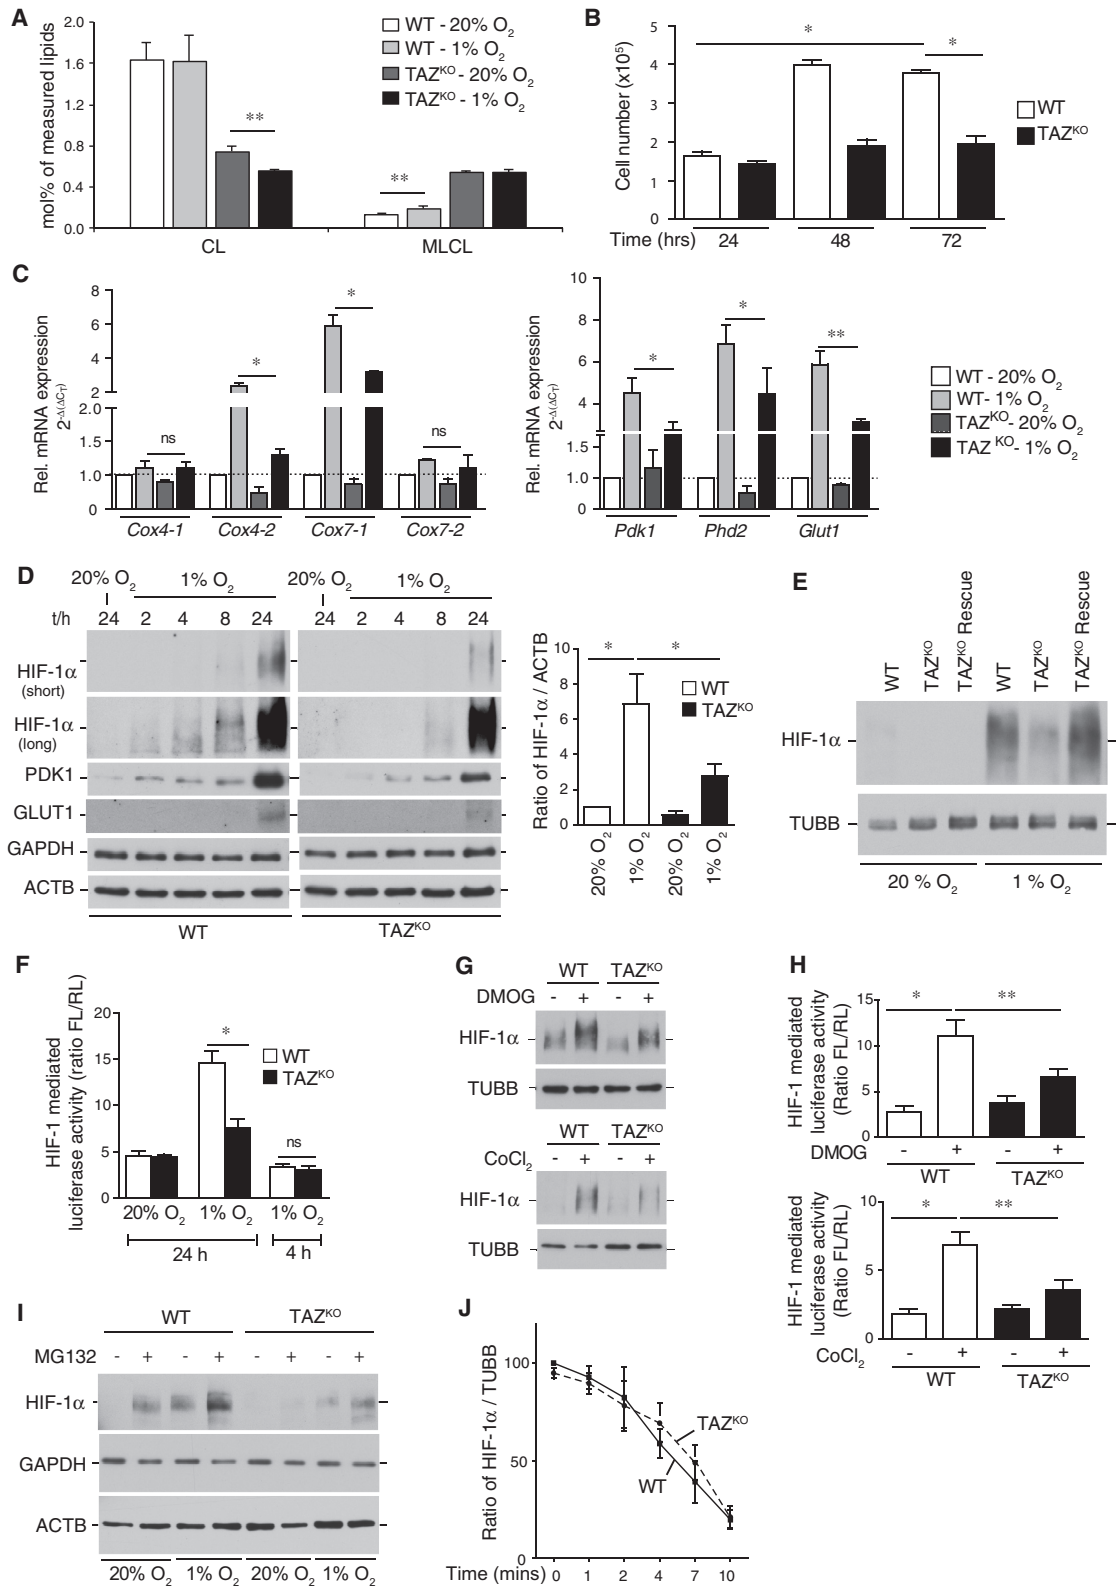 A
mol% of measured lipids
2.0
1.6
1.2
0.8
0.4
0.0
**
**
CL
MLCL
WT - 20% O2
WT - 1% O2
TAZKO - 20% O2
TAZKO - 1% O2
B
Cell number (x10⁵)
5
4
3
2
1
0
*
*
WT
TAZKO
Time (hrs) 24 48 72
C
Rel. mRNA expression
2-Δ(ΔCT)
8
6
4
2
2.0
1.5
1.0
0
ns
*
*
ns
Cox4-1 Cox4-2 Cox7-1 Cox7-2
Rel. mRNA expression
2-Δ(ΔCT)
10
8
6
4
1.5
1.0
0
*
*
**
Pdk1 Phd2 Glut1
WT - 20% O2
WT- 1% O2
TAZKO- 20% O2
TAZ KO- 1% O2
D
20% O2 1% O2 20% O2 1% O2
t/h 24 2 4 8 24 24 2 4 8 24
HIF-1α
(short)
HIF-1α
(long)
PDK1
GLUT1
GAPDH
ACTB
WT TAZKO
Ratio of HIF-1α / ACTB
10
8
6
4
2
0
* *
WT
TAZKO
20% O2
1% O2
20% O2
1% O2
E
WT
TAZKO
TAZKO Rescue
WT
TAZKO
TAZKO Rescue
HIF-1α
TUBB
20 % O2 1 % O2
F
HIF-1 mediated
luciferase activity (ratio FL/RL)
20
15
10
5
0
*
ns
WT
TAZKO
20% O2 1% O2 1% O2
24 h 4 h
G
WT TAZKO
DMOG - + - +
HIF-1α
TUBB
WT TAZKO
CoCl2 - + - +
HIF-1α
TUBB
H
HIF-1 mediated
luciferase activity
(Ratio FL/RL)
15
10
5
0
* **
DMOG - + - +
WT TAZKO
HIF-1 mediated
luciferase activity
(Ratio FL/RL)
10
5
0
* **
CoCl2 - + - +
WT TAZKO
I
WT TAZKO
MG132 - + - + - + - +
HIF-1α
GAPDH
ACTB
20% O2 1% O2 20% O2 1% O2
J
Ratio of HIF-1α / TUBB
100
50
0
TAZKO
WT
Time (mins) 0 1 2 4 7 10